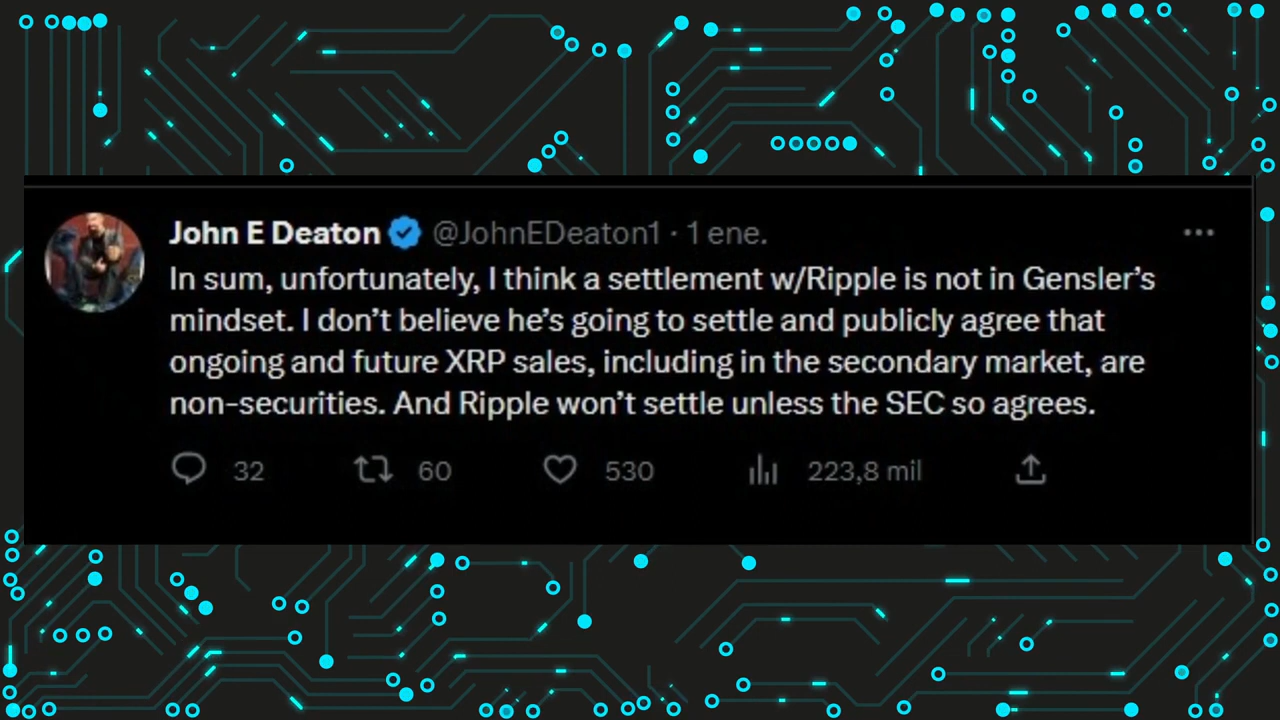 John E Deaton @JohnEDeaton1 · 1 ene.
In sum, unfortunately, I think a settlement w/Ripple is not in Gensler’s
mindset. I don’t believe he’s going to settle and publicly agree that
ongoing and future XRP sales, including in the secondary market, are
non-securities. And Ripple won’t settle unless the SEC so agrees.
32 60 530 223,8 mil